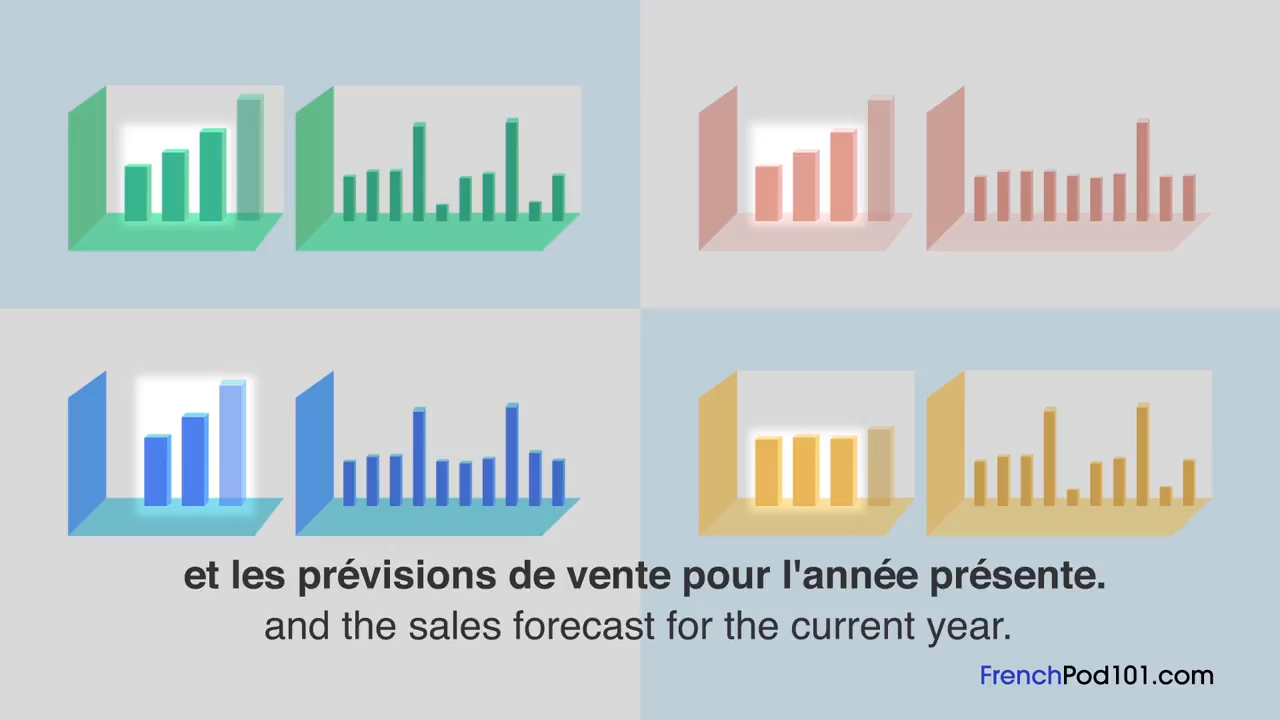 et les prévisions de vente pour l'année présente.
and the sales forecast for the current year.
FrenchPod101.com